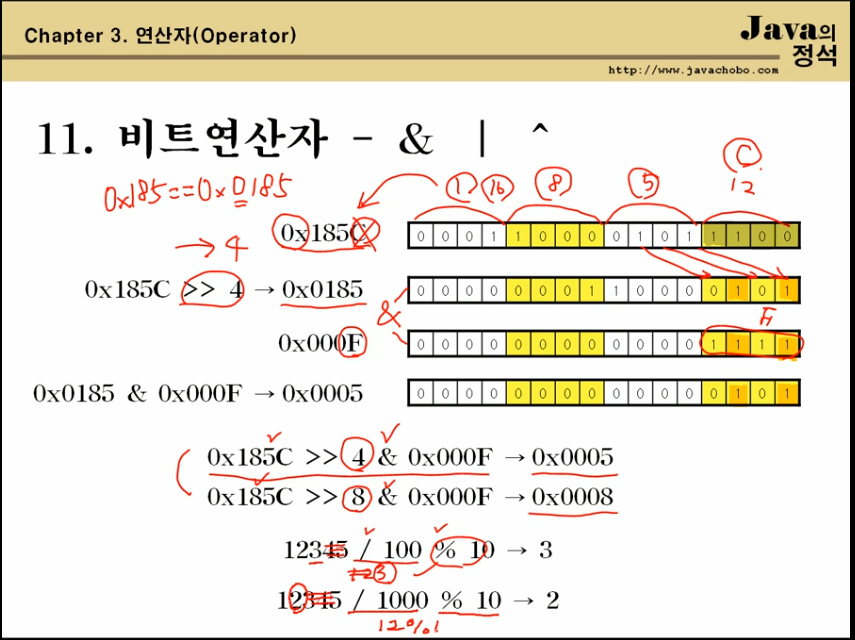 Chapter 3. 연산자(Operator)
Java의
정석
http://www.javachobo.com
11. 비트연산자 - & | ^
0x185==0x0185
1 16 8 5 C
12
→ 4
0x185C 0 0 0 1 1 0 0 0 0 1 0 1 1 1 0 0
0x185C >> 4 → 0x0185 0 0 0 0 0 0 0 1 1 0 0 0 0 1 0 1
& F
0x000F 0 0 0 0 0 0 0 0 0 0 0 0 1 1 1 1
0x0185 & 0x000F → 0x0005 0 0 0 0 0 0 0 0 0 0 0 0 0 1 0 1
0x185C >> 4 & 0x000F → 0x0005
0x185C >> 8 & 0x000F → 0x0008
12345 / 100 % 10 → 3
123
12345 / 1000 % 10 → 2